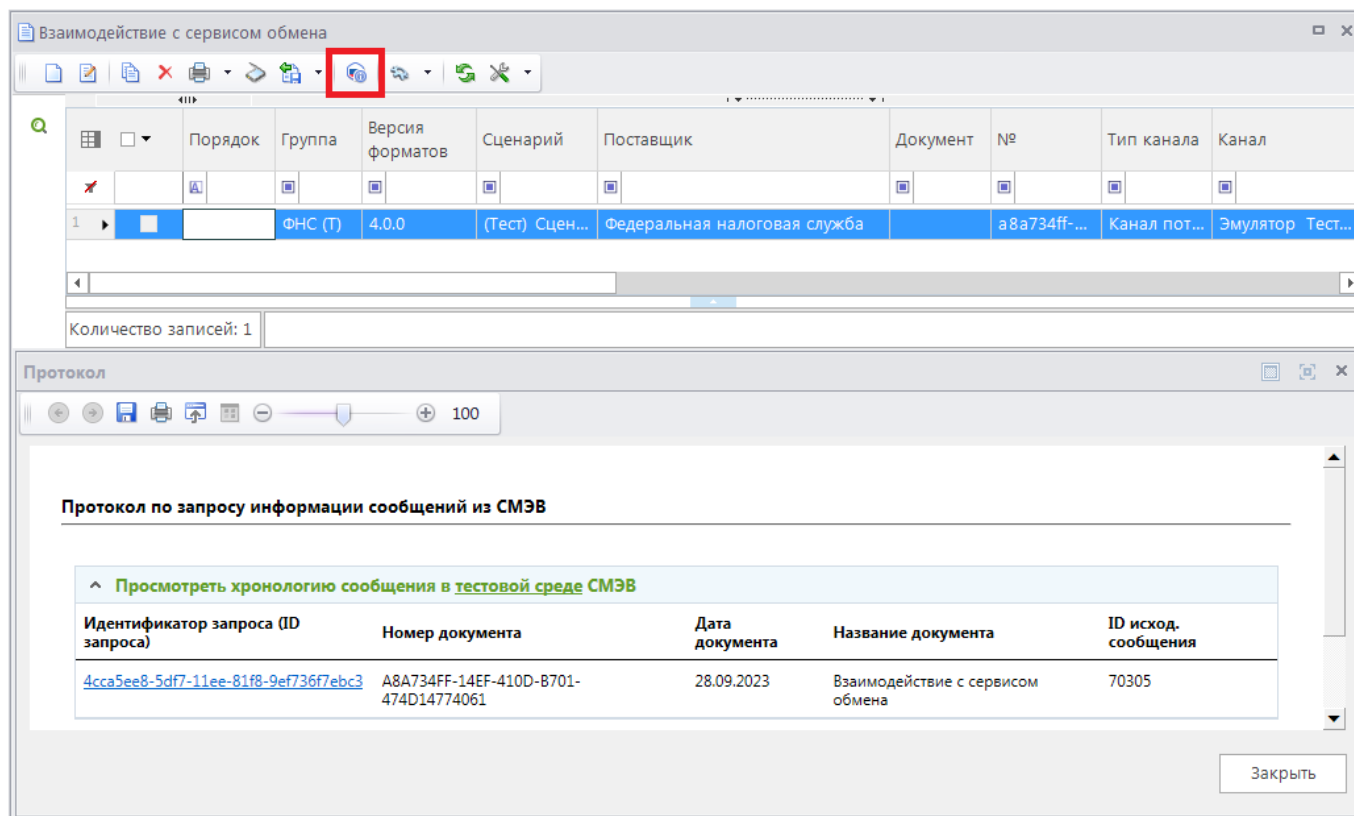 Взаимодействие с сервисом обмена
Порядок Группа Версия форматов Сценарий Поставщик Документ № Тип канала Канал
1 ФНС (Т) 4.0.0 (Тест) Сцен... Федеральная налоговая служба a8a734ff-... Канал пот... Эмулятор Тест...
Количество записей: 1
Протокол
100
Протокол по запросу информации сообщений из СМЭВ
Просмотреть хронологию сообщения в тестовой среде СМЭВ
Идентификатор запроса (ID запроса) Номер документа Дата документа Название документа ID исход. сообщения
4cca5ee8-5df7-11ee-81f8-9ef736f7ebc3 A8A734FF-14EF-410D-B701-474D14774061 28.09.2023 Взаимодействие с сервисом обмена 70305
Закрыть